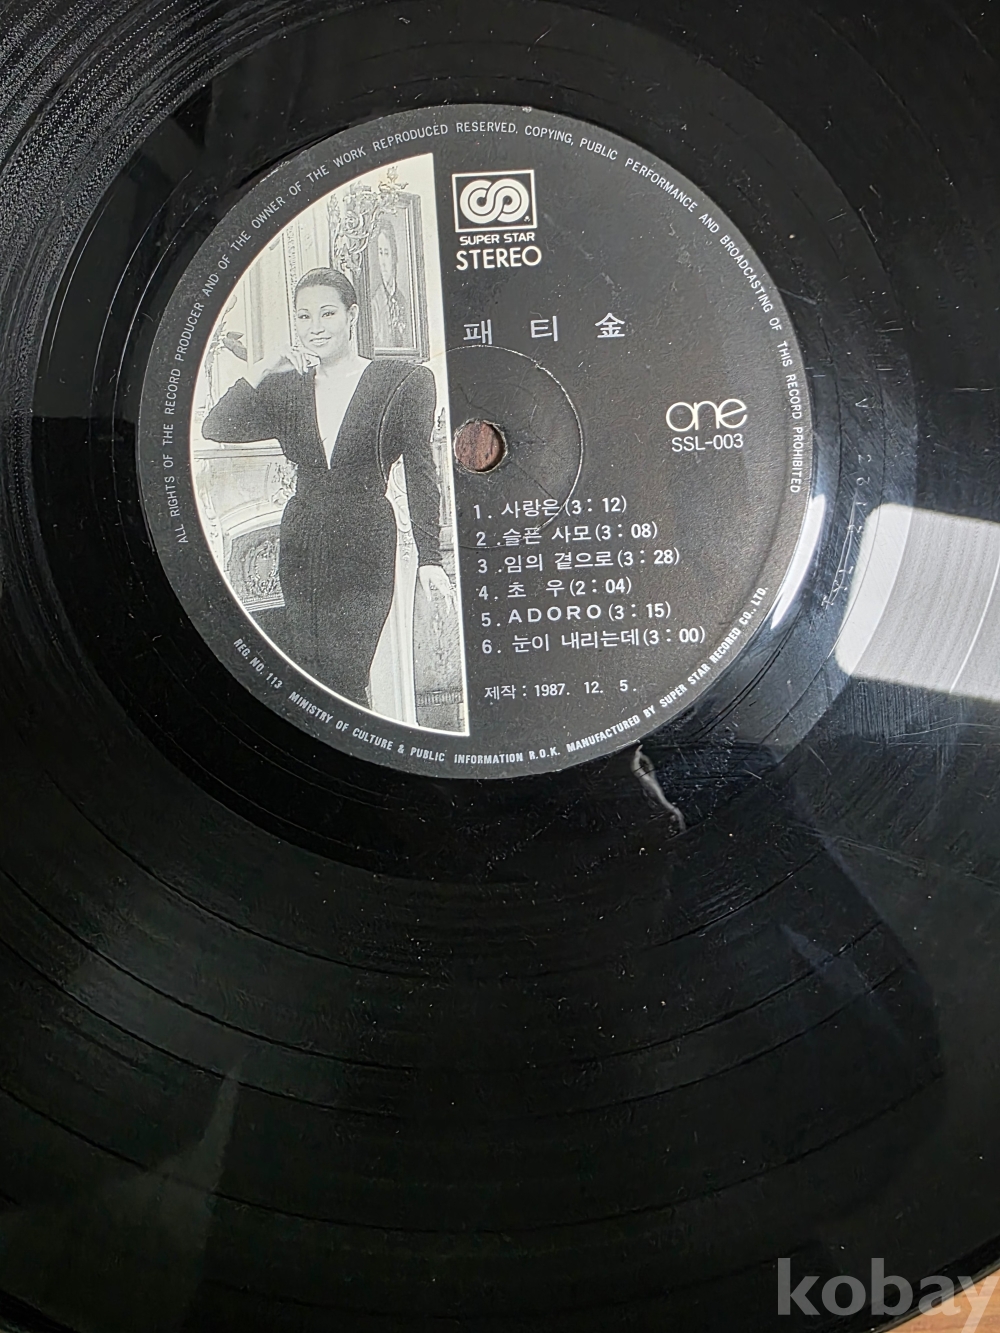 ALL RIGHTS OF THE RECORD PRODUCER AND OF THE OWNER OF THE WORK REPRODUCED RESERVED. COPYING, PUBLIC PERFORMANCE AND BROADCASTING OF THIS RECORD PROHIBITED
SUPER STAR
STEREO
패 티 金
one
SSL-003
1. 사랑은(3:12)
2.슬픈 사모(3:08)
3.임의 곁으로(3:28)
4. 초 우(2:04)
5. ADORO(3:15)
6. 눈이 내리는데(3:00)
제작: 1987. 12. 5.
REG. NO. 113 MINISTRY OF CULTURE & PUBLIC INFORMATION R.O.K. MANUFACTURED BY SUPER STAR RECORED CO., LTD.
kobay